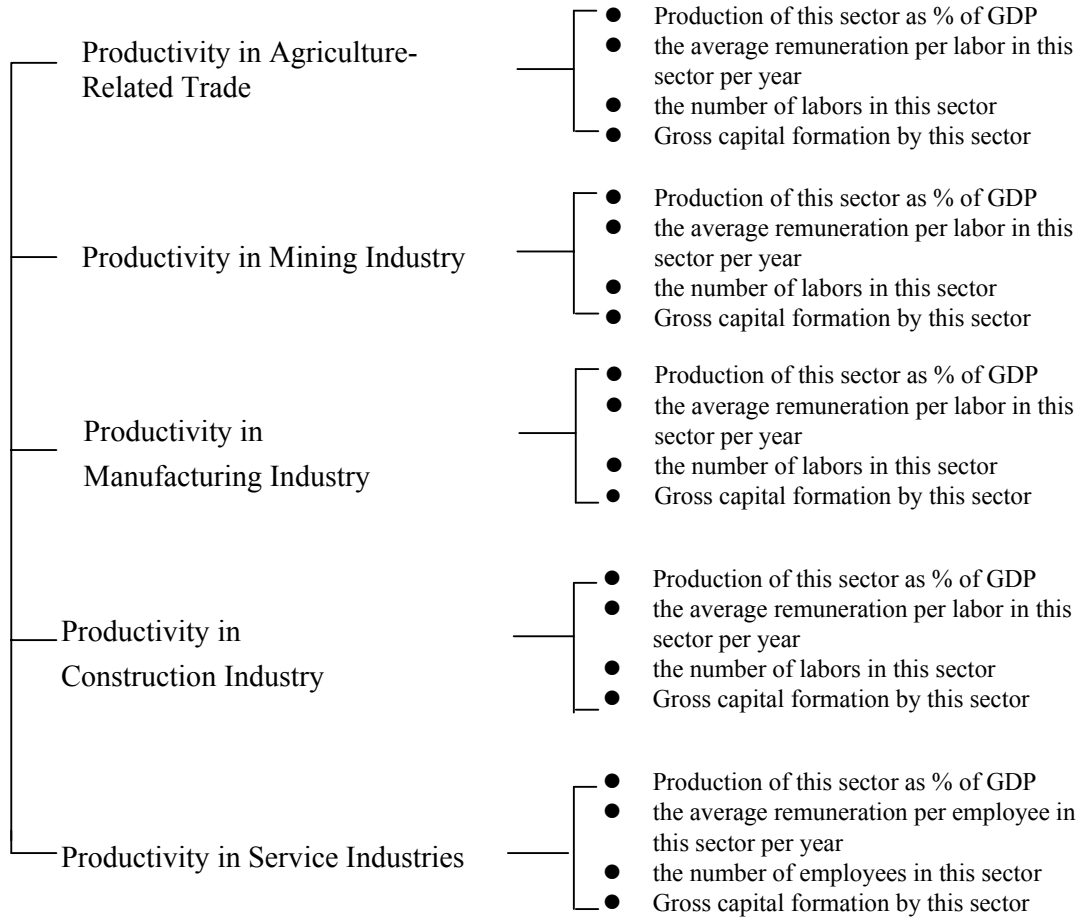 Productivity in Agriculture-
Related Trade
● Production of this sector as % of GDP
● the average remuneration per labor in this
sector per year
● the number of labors in this sector
● Gross capital formation by this sector
Productivity in Mining Industry
● Production of this sector as % of GDP
● the average remuneration per labor in this
sector per year
● the number of labors in this sector
● Gross capital formation by this sector
Productivity in
Manufacturing Industry
● Production of this sector as % of GDP
● the average remuneration per labor in this
sector per year
● the number of labors in this sector
● Gross capital formation by this sector
Productivity in
Construction Industry
● Production of this sector as % of GDP
● the average remuneration per labor in this
sector per year
● the number of labors in this sector
● Gross capital formation by this sector
Productivity in Service Industries
● Production of this sector as % of GDP
● the average remuneration per employee in
this sector per year
● the number of employees in this sector
● Gross capital formation by this sector